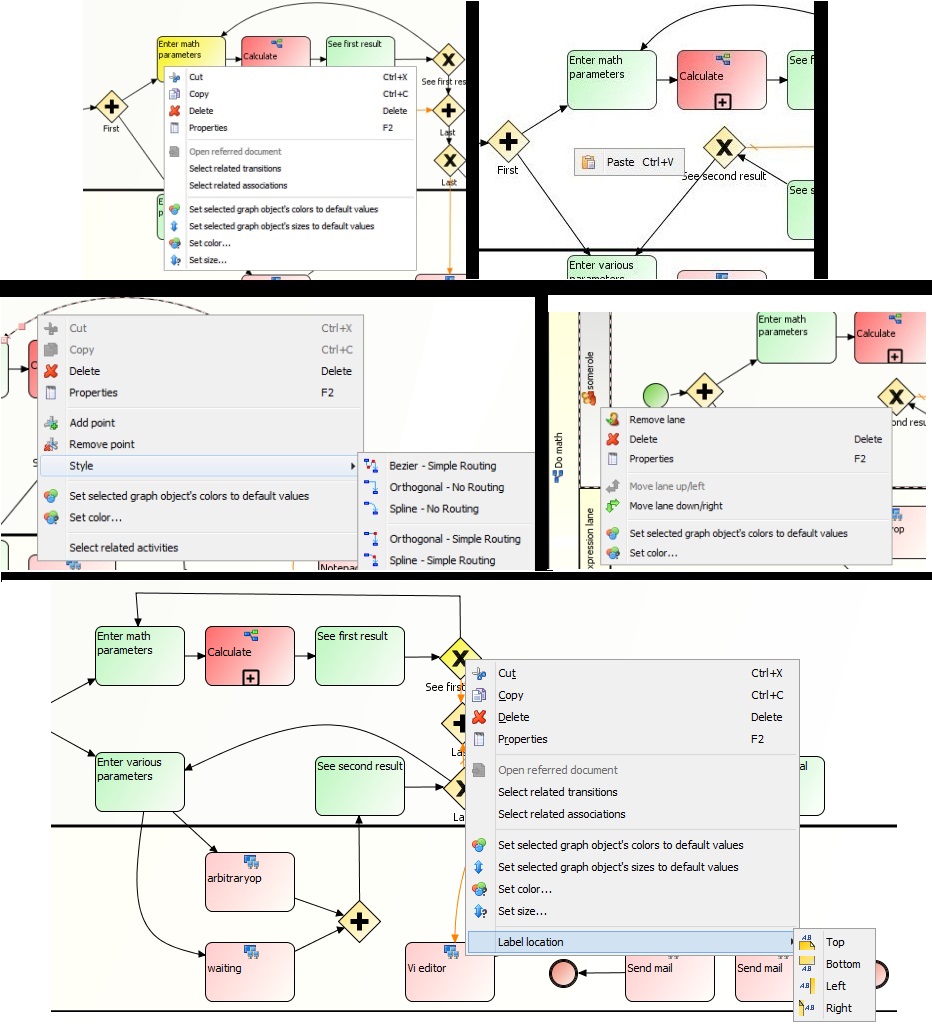 Enter math
parameters
Calculate
See first result
See first res
First
Last
Last
Cut Ctrl+X
Copy Ctrl+C
Delete Delete
Properties F2
Open referred document
Select related transitions
Select related associations
Set selected graph object's colors to default values
Set selected graph object's sizes to default values
Set color...
Set size...
Enter math
parameters
Calculate
See f
First
Paste Ctrl+V
See second result
See s
Enter various
parameters
Cut Ctrl+X
Copy Ctrl+C
Delete Delete
Properties F2
Add point
Remove point
Style
Set selected graph object's colors to default values
Set color...
Select related activities
Bezier - Simple Routing
Orthogonal - No Routing
Spline - No Routing
Orthogonal - Simple Routing
Spline - Simple Routing
Notepad
Do math
somerole
xpression lane
Enter math
parameters
Calculate
Remove lane
Delete Delete
Properties F2
Move lane up/left
Move lane down/right
Set selected graph object's colors to default values
Set color...
Enter math
parameters
Calculate
See first result
See first
Las
La
Enter various
parameters
See second result
al
arbitraryop
waiting
Vi editor
Send mail
Send mail
Cut Ctrl+X
Copy Ctrl+C
Delete Delete
Properties F2
Open referred document
Select related transitions
Select related associations
Set selected graph object's colors to default values
Set selected graph object's sizes to default values
Set color...
Set size...
Label location
Top
Bottom
Left
Right